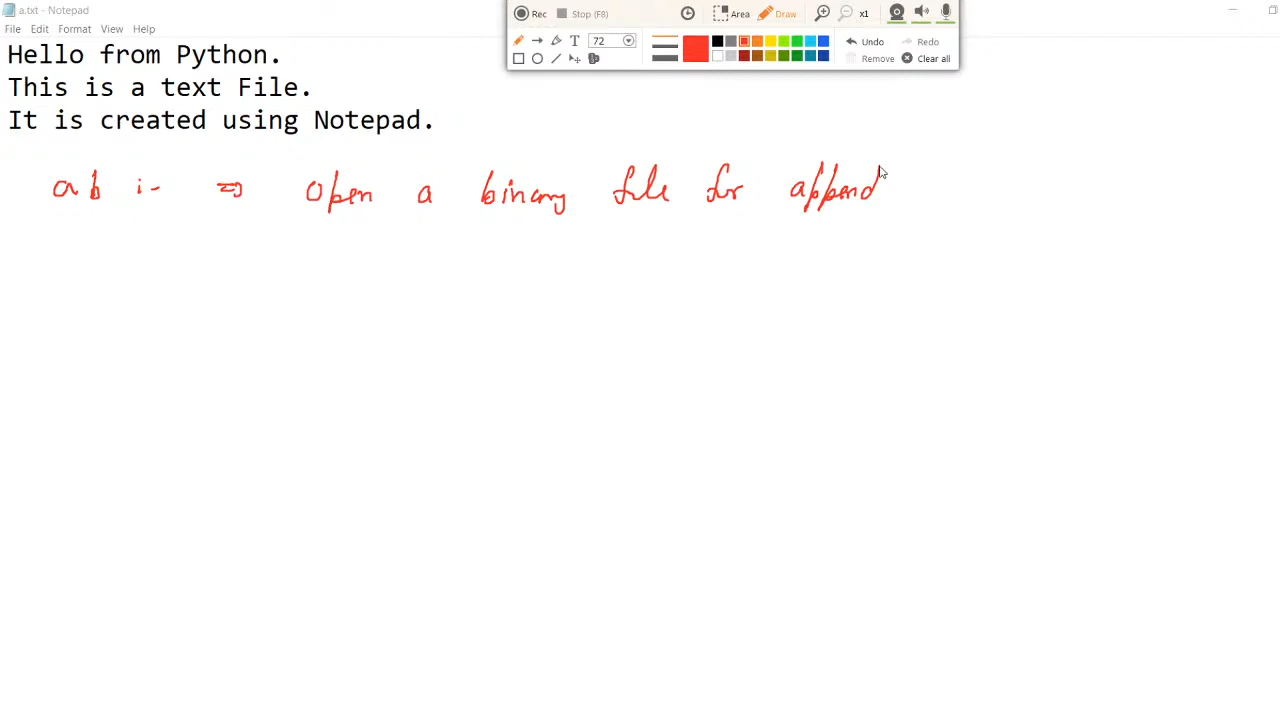 a.txt - Notepad
Rec Stop (F8) Area Draw x1
File Edit Format View Help
72 Undo Redo
Remove Clear all
Hello from Python.
This is a text File.
It is created using Notepad.
ab :- ⇒ open a binary file for append